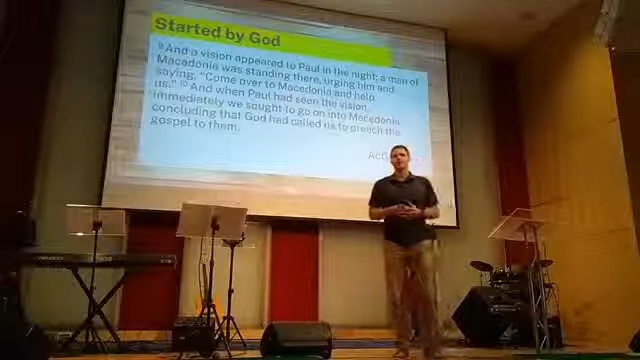 Started by God
9 And a vision appeared to Paul in the night: a man of
Macedonia was standing there, urging him and
saying, "Come over to Macedonia and help
us." 10 And when Paul had seen the vision,
immediately we sought to go on into Macedonia,
concluding that God had called us to preach the
gospel to them.